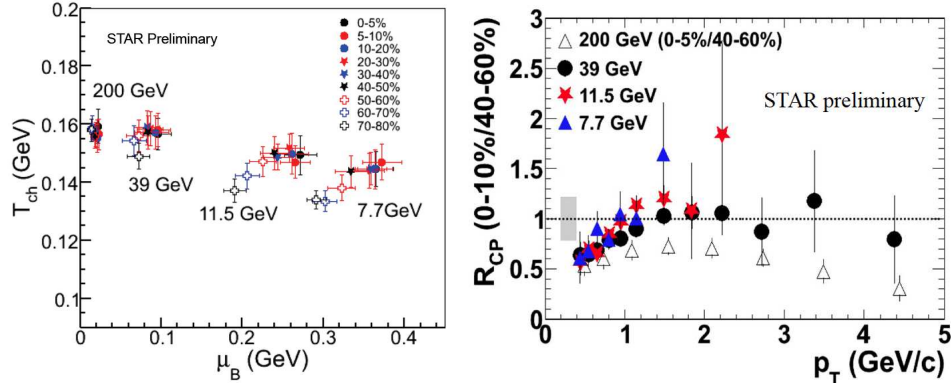 STAR Preliminary
0-5%
5-10%
10-20%
20-30%
30-40%
40-50%
50-60%
60-70%
70-80%
200 GeV
39 GeV
11.5 GeV
7.7GeV
0.18
0.16
0.14
0.12
0.1
T_ch (GeV)
0 0.1 0.2 0.3 0.4
μ_B (GeV)
R_CP (0-10%/40-60%)
3
2.5
2
1.5
1
0.5
0
200 GeV (0-5%/40-60%)
39 GeV
11.5 GeV
7.7 GeV
STAR preliminary
0 1 2 3 4 5
p_T (GeV/c)